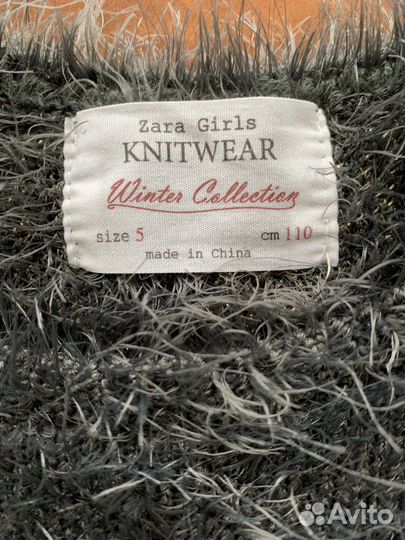 Zara Girls
KNITWEAR
Winter Collection
size 5 cm 110
made in China
Avito